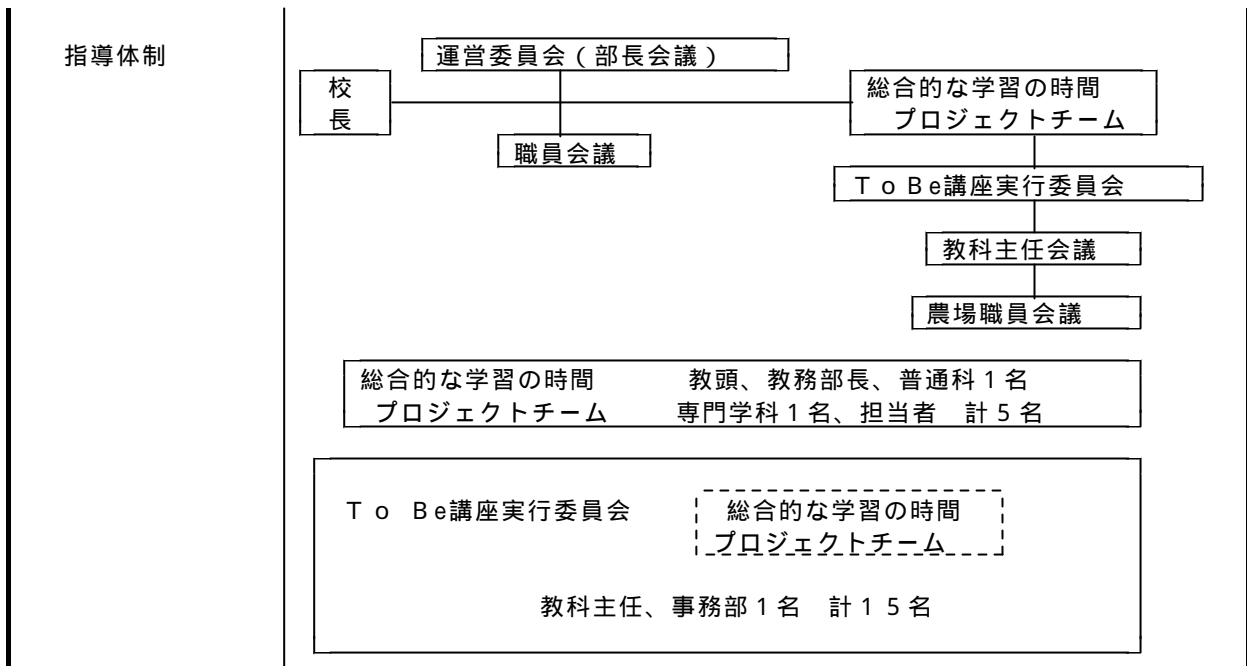 指導体制
運営委員会(部長会議)
校
長
総合的な学習の時間
プロジェクトチーム
職員会議
ToBe講座実行委員会
教科主任会議
農場職員会議
総合的な学習の時間 教頭、教務部長、普通科1名
プロジェクトチーム 専門学科1名、担当者 計5名
To Be講座実行委員会 総合的な学習の時間
プロジェクトチーム
教科主任、事務部1名 計15名